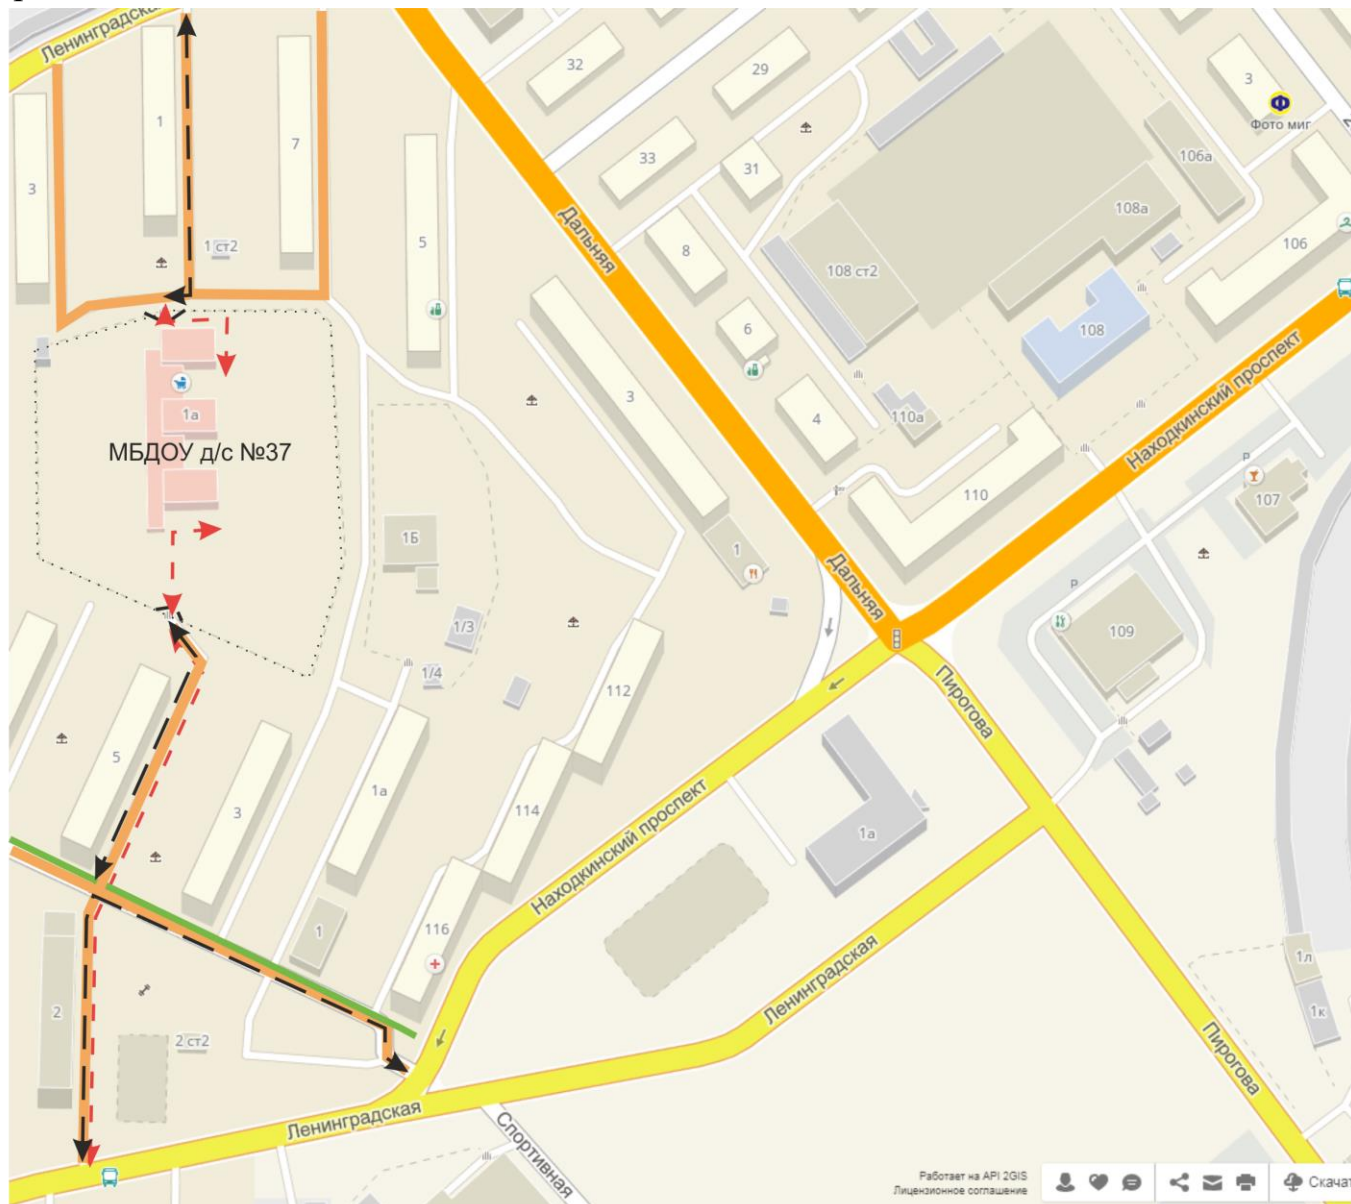 Ленинградска
32
29
3
Фото миг
1
7
3
33
31
106а
108а
5
1 ст2
8
Дальняя
108 ст2
106
6
108
3
4
110а
1а
МБДОУ д/с №37
Находкинский проспект
Р
110
107
1Б
1
Дальняя
Р
1/3
109
1/4
112
Пирогова
5
1а
3
114
1а
Находкинский проспект
1
116
1л
2
Ленинградская
1к
2 ст2
Пирогова
Ленинградская
Спортивная
Работает на API 2GIS
Лицензионное соглашение
Скачат